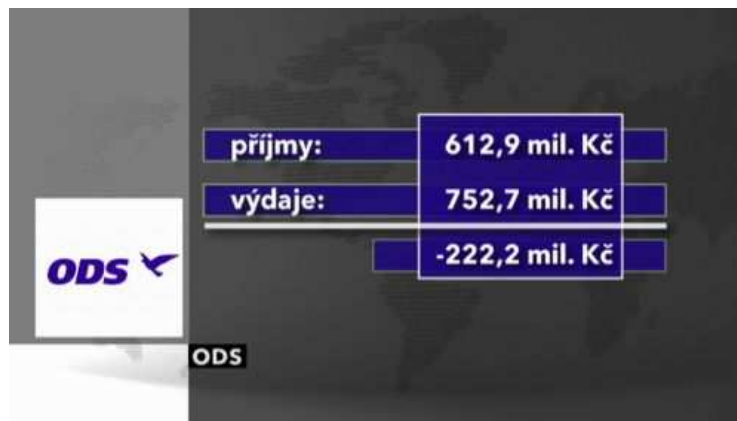 příjmy: 612,9 mil. Kč
výdaje: 752,7 mil. Kč
-222,2 mil. Kč
ODS
ODS